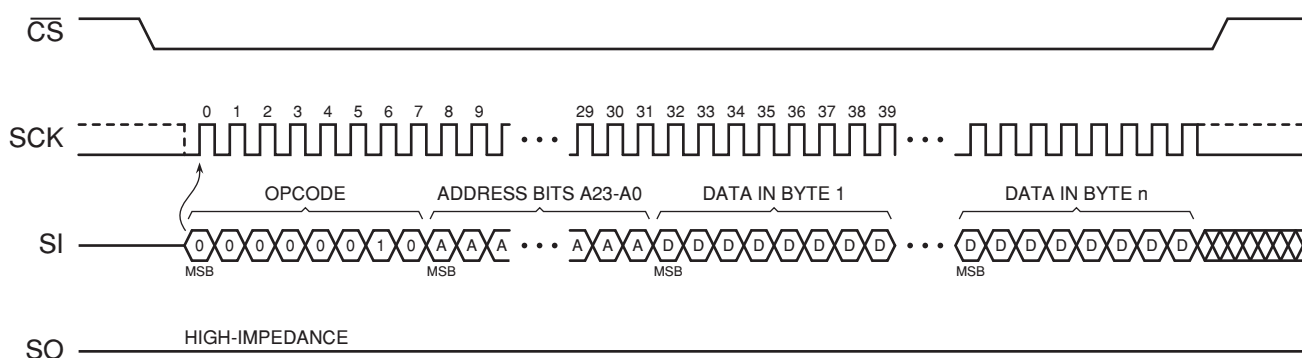 CS
0 1 2 3 4 5 6 7 8 9 29 30 31 32 33 34 35 36 37 38 39
SCK
OPCODE ADDRESS BITS A23-A0 DATA IN BYTE 1 DATA IN BYTE n
SI 0 0 0 0 0 0 1 0 A A A A A A D D D D D D D D D D D D D D D D
MSB MSB MSB MSB
HIGH-IMPEDANCE
SO